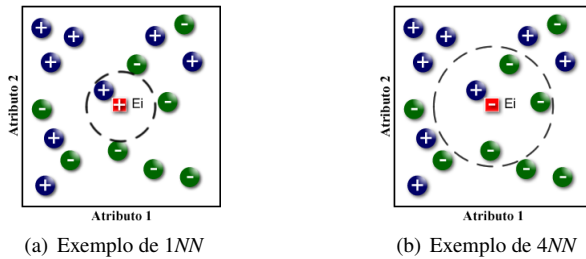 Atributo 2
Ei
Atributo 1
(a) Exemplo de 1NN
Atributo 2
Ei
Atributo 1
(b) Exemplo de 4NN